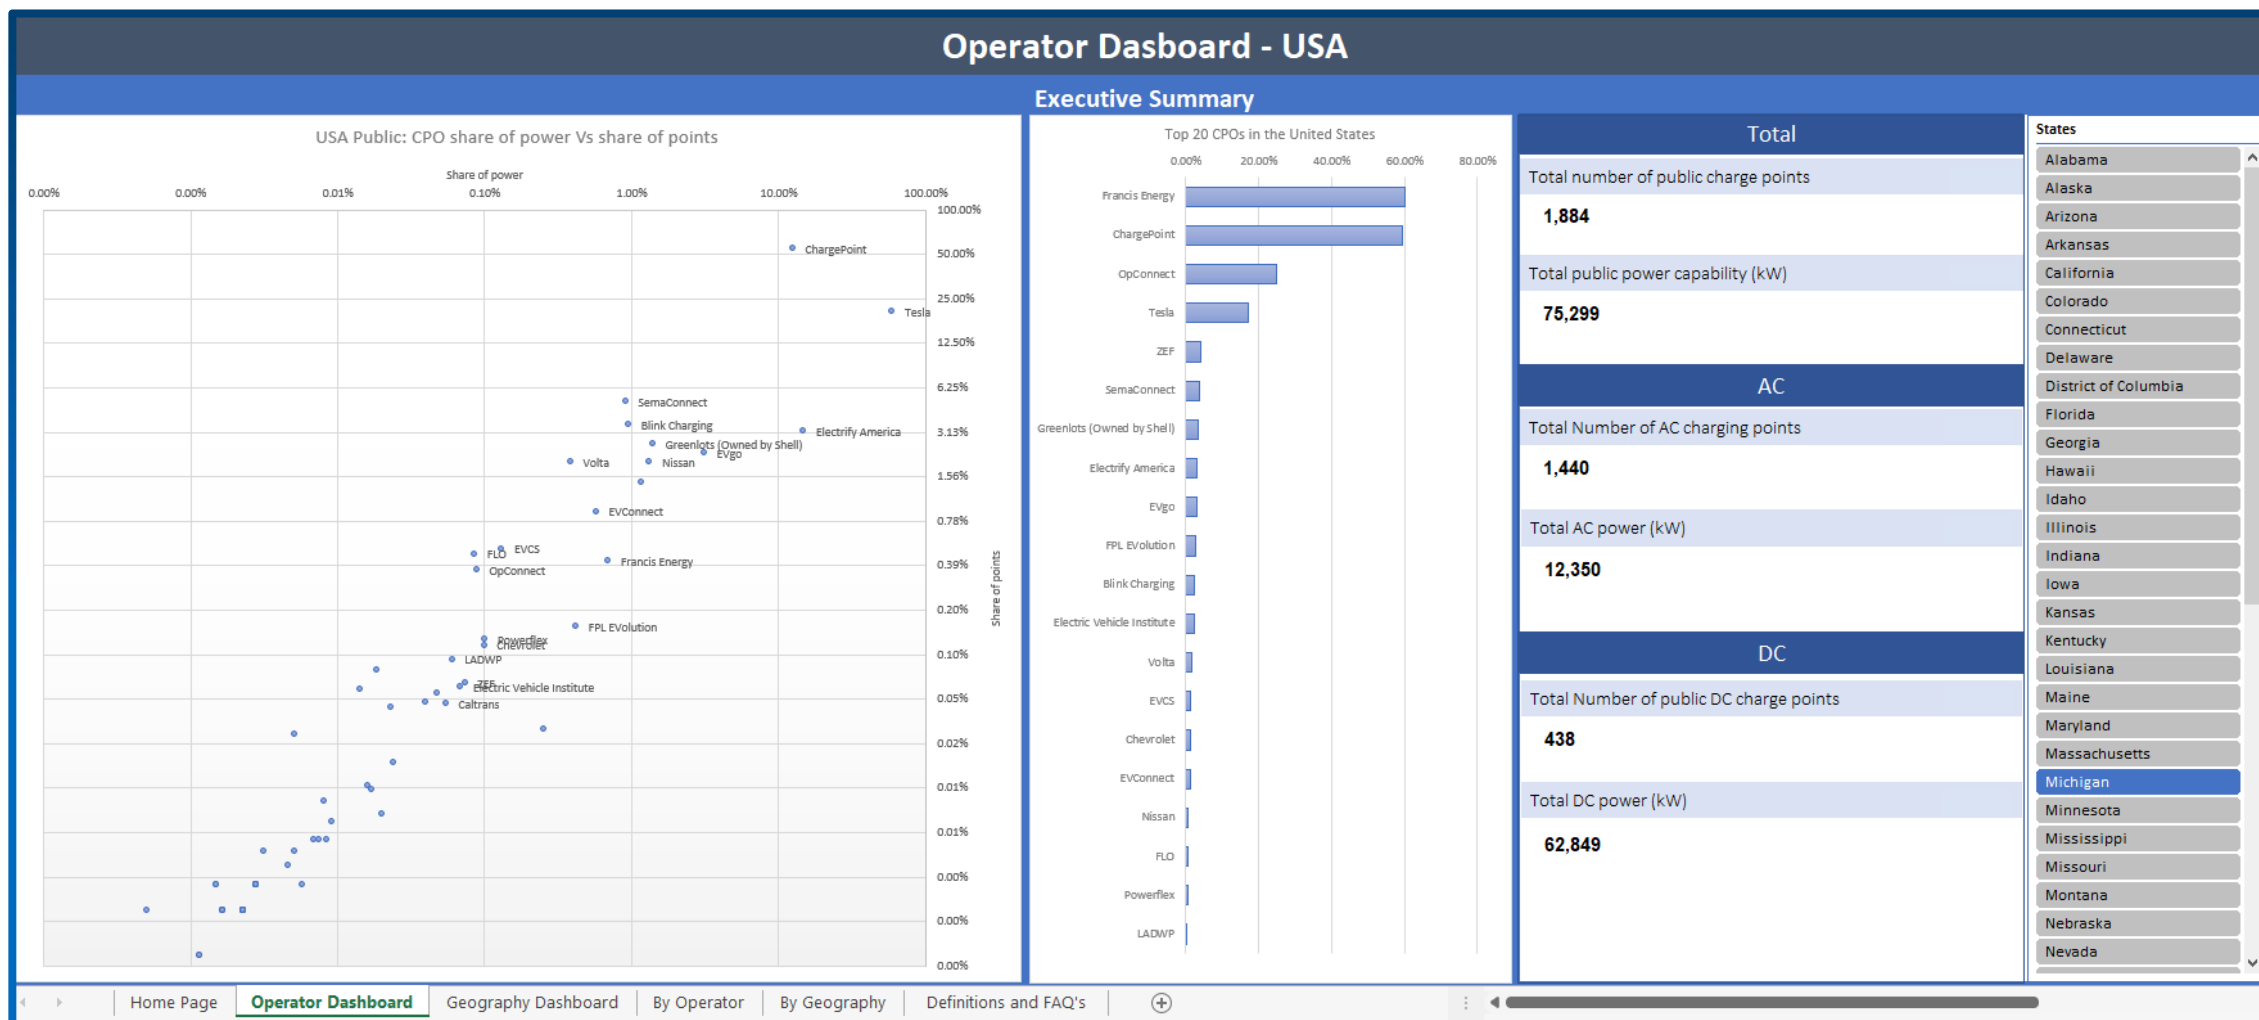 Operator Dasboard - USA
Executive Summary
USA Public: CPO share of power Vs share of points
Share of power
0.00% 0.00% 0.01% 0.10% 1.00% 10.00% 100.00%
100.00%
ChargePoint
50.00%
25.00%
Tesla
12.50%
6.25%
SemaConnect
Blink Charging
Electrify America
3.13%
Greenlots (Owned by Shell)
EVgo
Volta
Nissan
1.56%
EVConnect
0.78%
EVCS
FLO
Francis Energy
0.39%
OpConnect
0.20%
FPL EVolution
Powerflex
Chevrolet
0.10%
LADWP
ZEF
Electric Vehicle Institute
0.05%
Caltrans
0.02%
0.01%
0.01%
0.00%
0.00%
0.00%
Share of points
Top 20 CPOs in the United States
0.00% 20.00% 40.00% 60.00% 80.00%
Francis Energy
ChargePoint
OpConnect
Tesla
ZEF
SemaConnect
Greenlots (Owned by Shell)
Electrify America
EVgo
FPL EVolution
Blink Charging
Electric Vehicle Institute
Volta
EVCS
Chevrolet
EVConnect
Nissan
FLO
Powerflex
LADWP
Total
Total number of public charge points
1,884
Total public power capability (kW)
75,299
AC
Total Number of AC charging points
1,440
Total AC power (kW)
12,350
DC
Total Number of public DC charge points
438
Total DC power (kW)
62,849
States
Alabama
Alaska
Arizona
Arkansas
California
Colorado
Connecticut
Delaware
District of Columbia
Florida
Georgia
Hawaii
Idaho
Illinois
Indiana
Iowa
Kansas
Kentucky
Louisiana
Maine
Maryland
Massachusetts
Michigan
Minnesota
Mississippi
Missouri
Montana
Nebraska
Nevada
Home Page Operator Dashboard Geography Dashboard By Operator By Geography Definitions and FAQ's